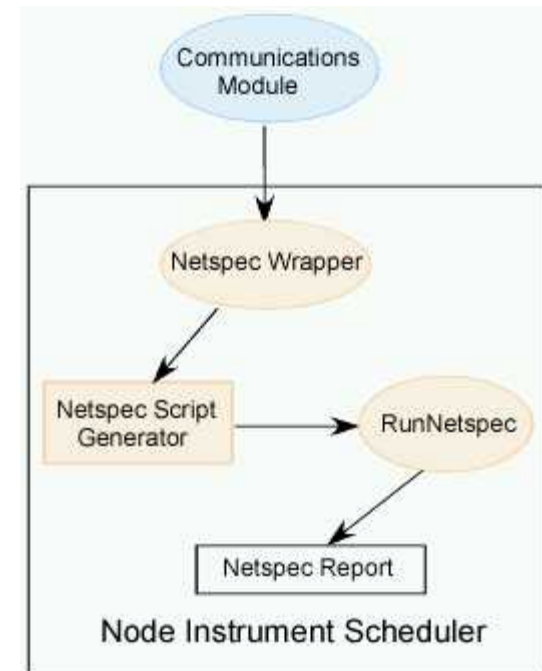 Communications
Module
Netspec Wrapper
Netspec Script
Generator
RunNetspec
Netspec Report
Node Instrument Scheduler